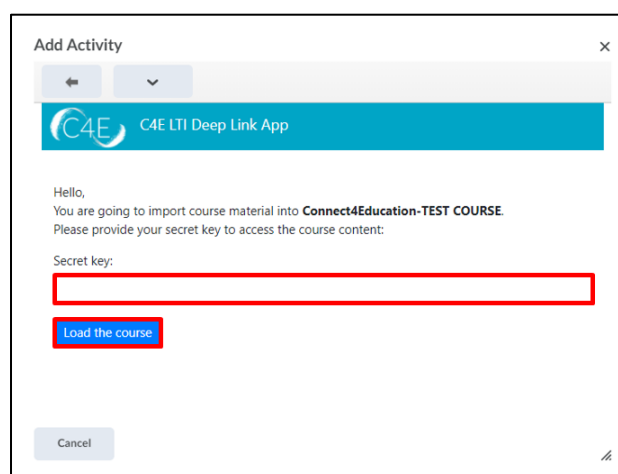 Add Activity
C4E C4E LTI Deep Link App
Hello,
You are going to import course material into Connect4Education-TEST COURSE.
Please provide your secret key to access the course content:
Secret key:
Load the course
Cancel